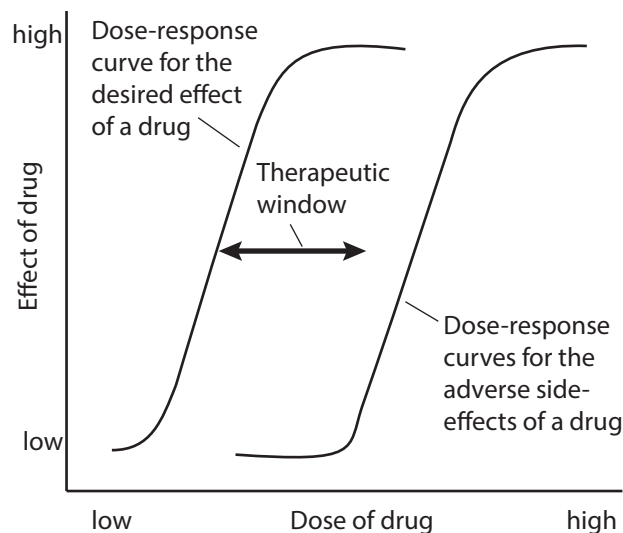 high
Dose-response
curve for the
desired effect
of a drug
Therapeutic
window
Effect of drug
Dose-response
curves for the
adverse side-
effects of a drug
low
low
Dose of drug
high